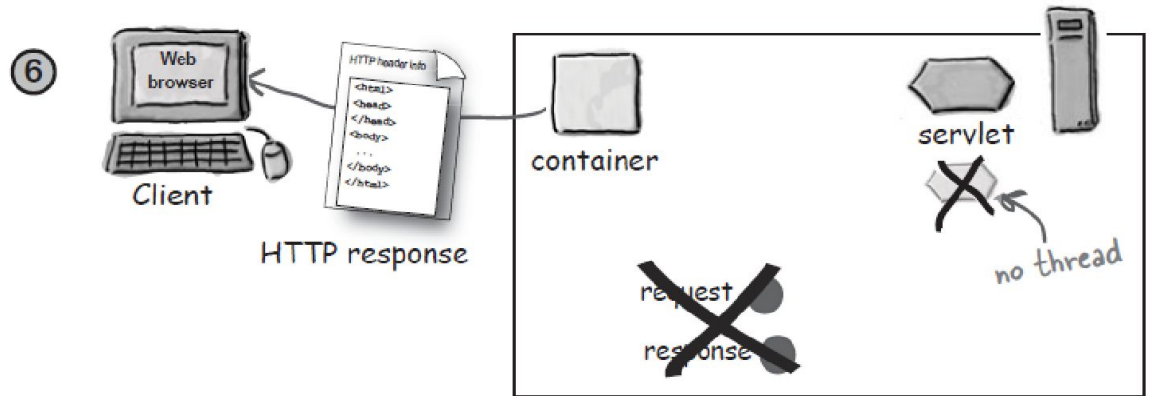 6
Web
browser
HTTP header info
<html>
<head>
</head>
<body>
...
</body>
</html>
Client
HTTP response
container
servlet
no thread
request
response